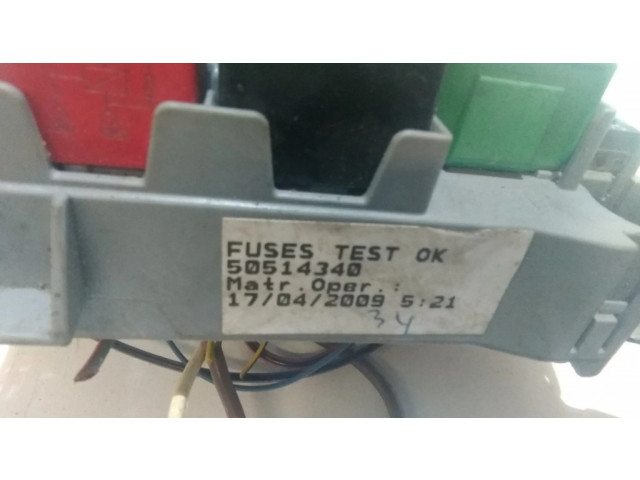 FUSES TEST OK
50514340
Matr.Oper.:
17/04/2009 5:21
34